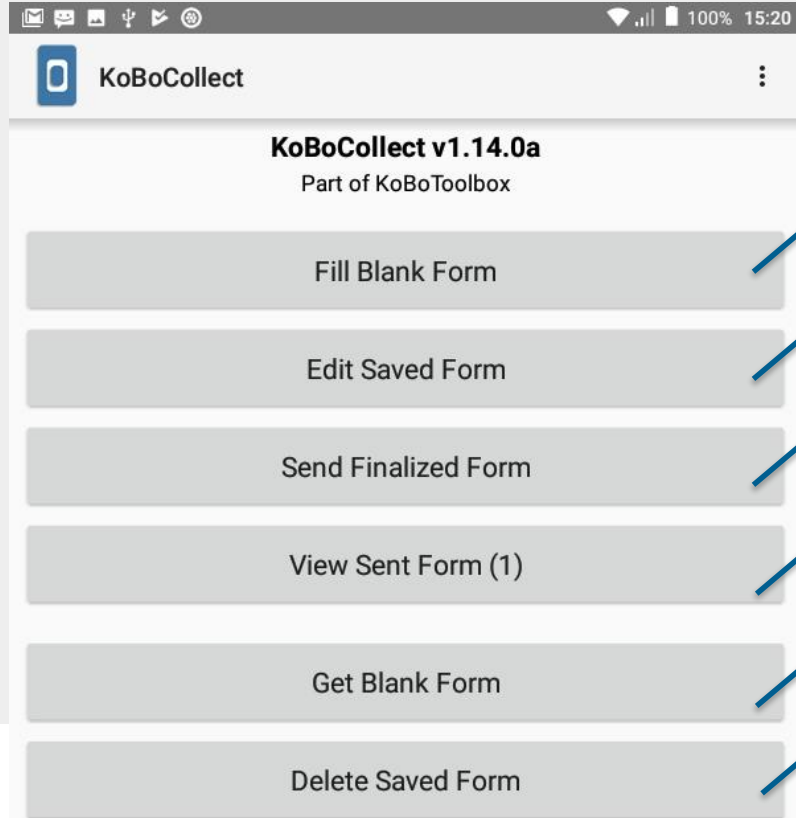 100% 15:20
KoBoCollect
KoBoCollect v1.14.0a
Part of KoBoToolbox
Fill Blank Form
Edit Saved Form
Send Finalized Form
View Sent Form (1)
Get Blank Form
Delete Saved Form